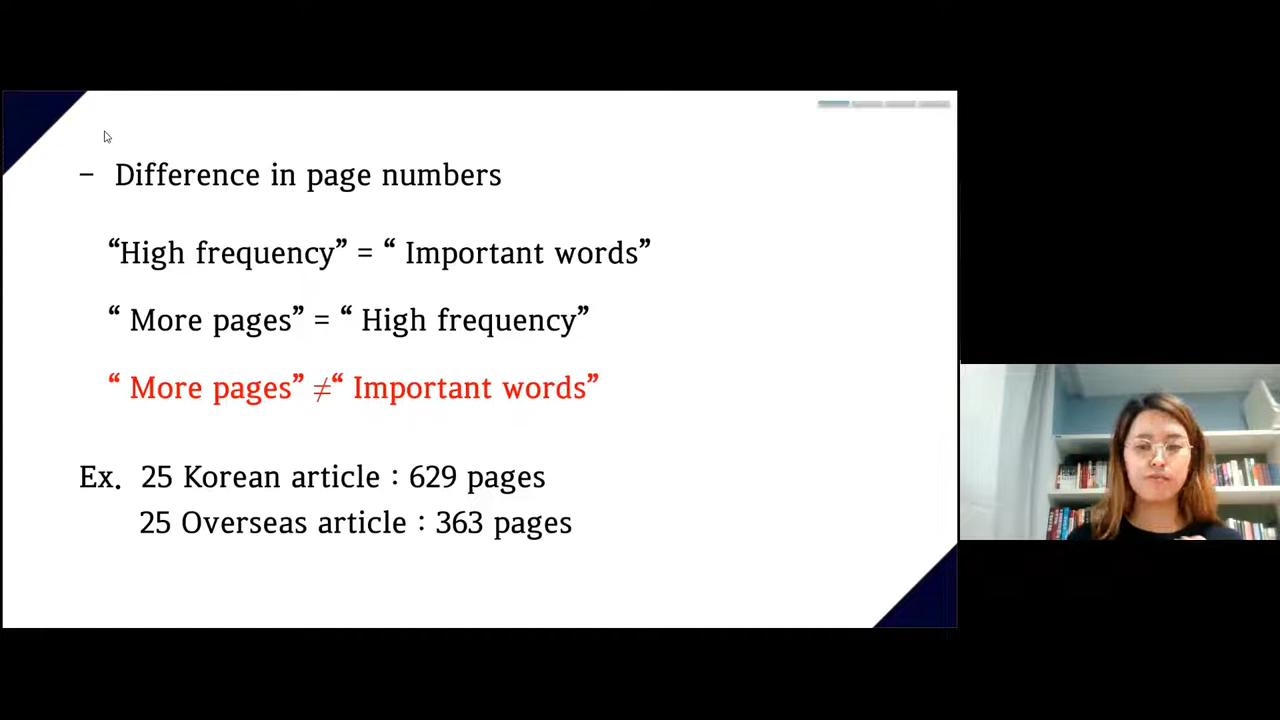 - Difference in page numbers
“High frequency” = “ Important words”
“ More pages” = “ High frequency”
“ More pages” ≠“ Important words”
Ex. 25 Korean article : 629 pages
25 Overseas article : 363 pages